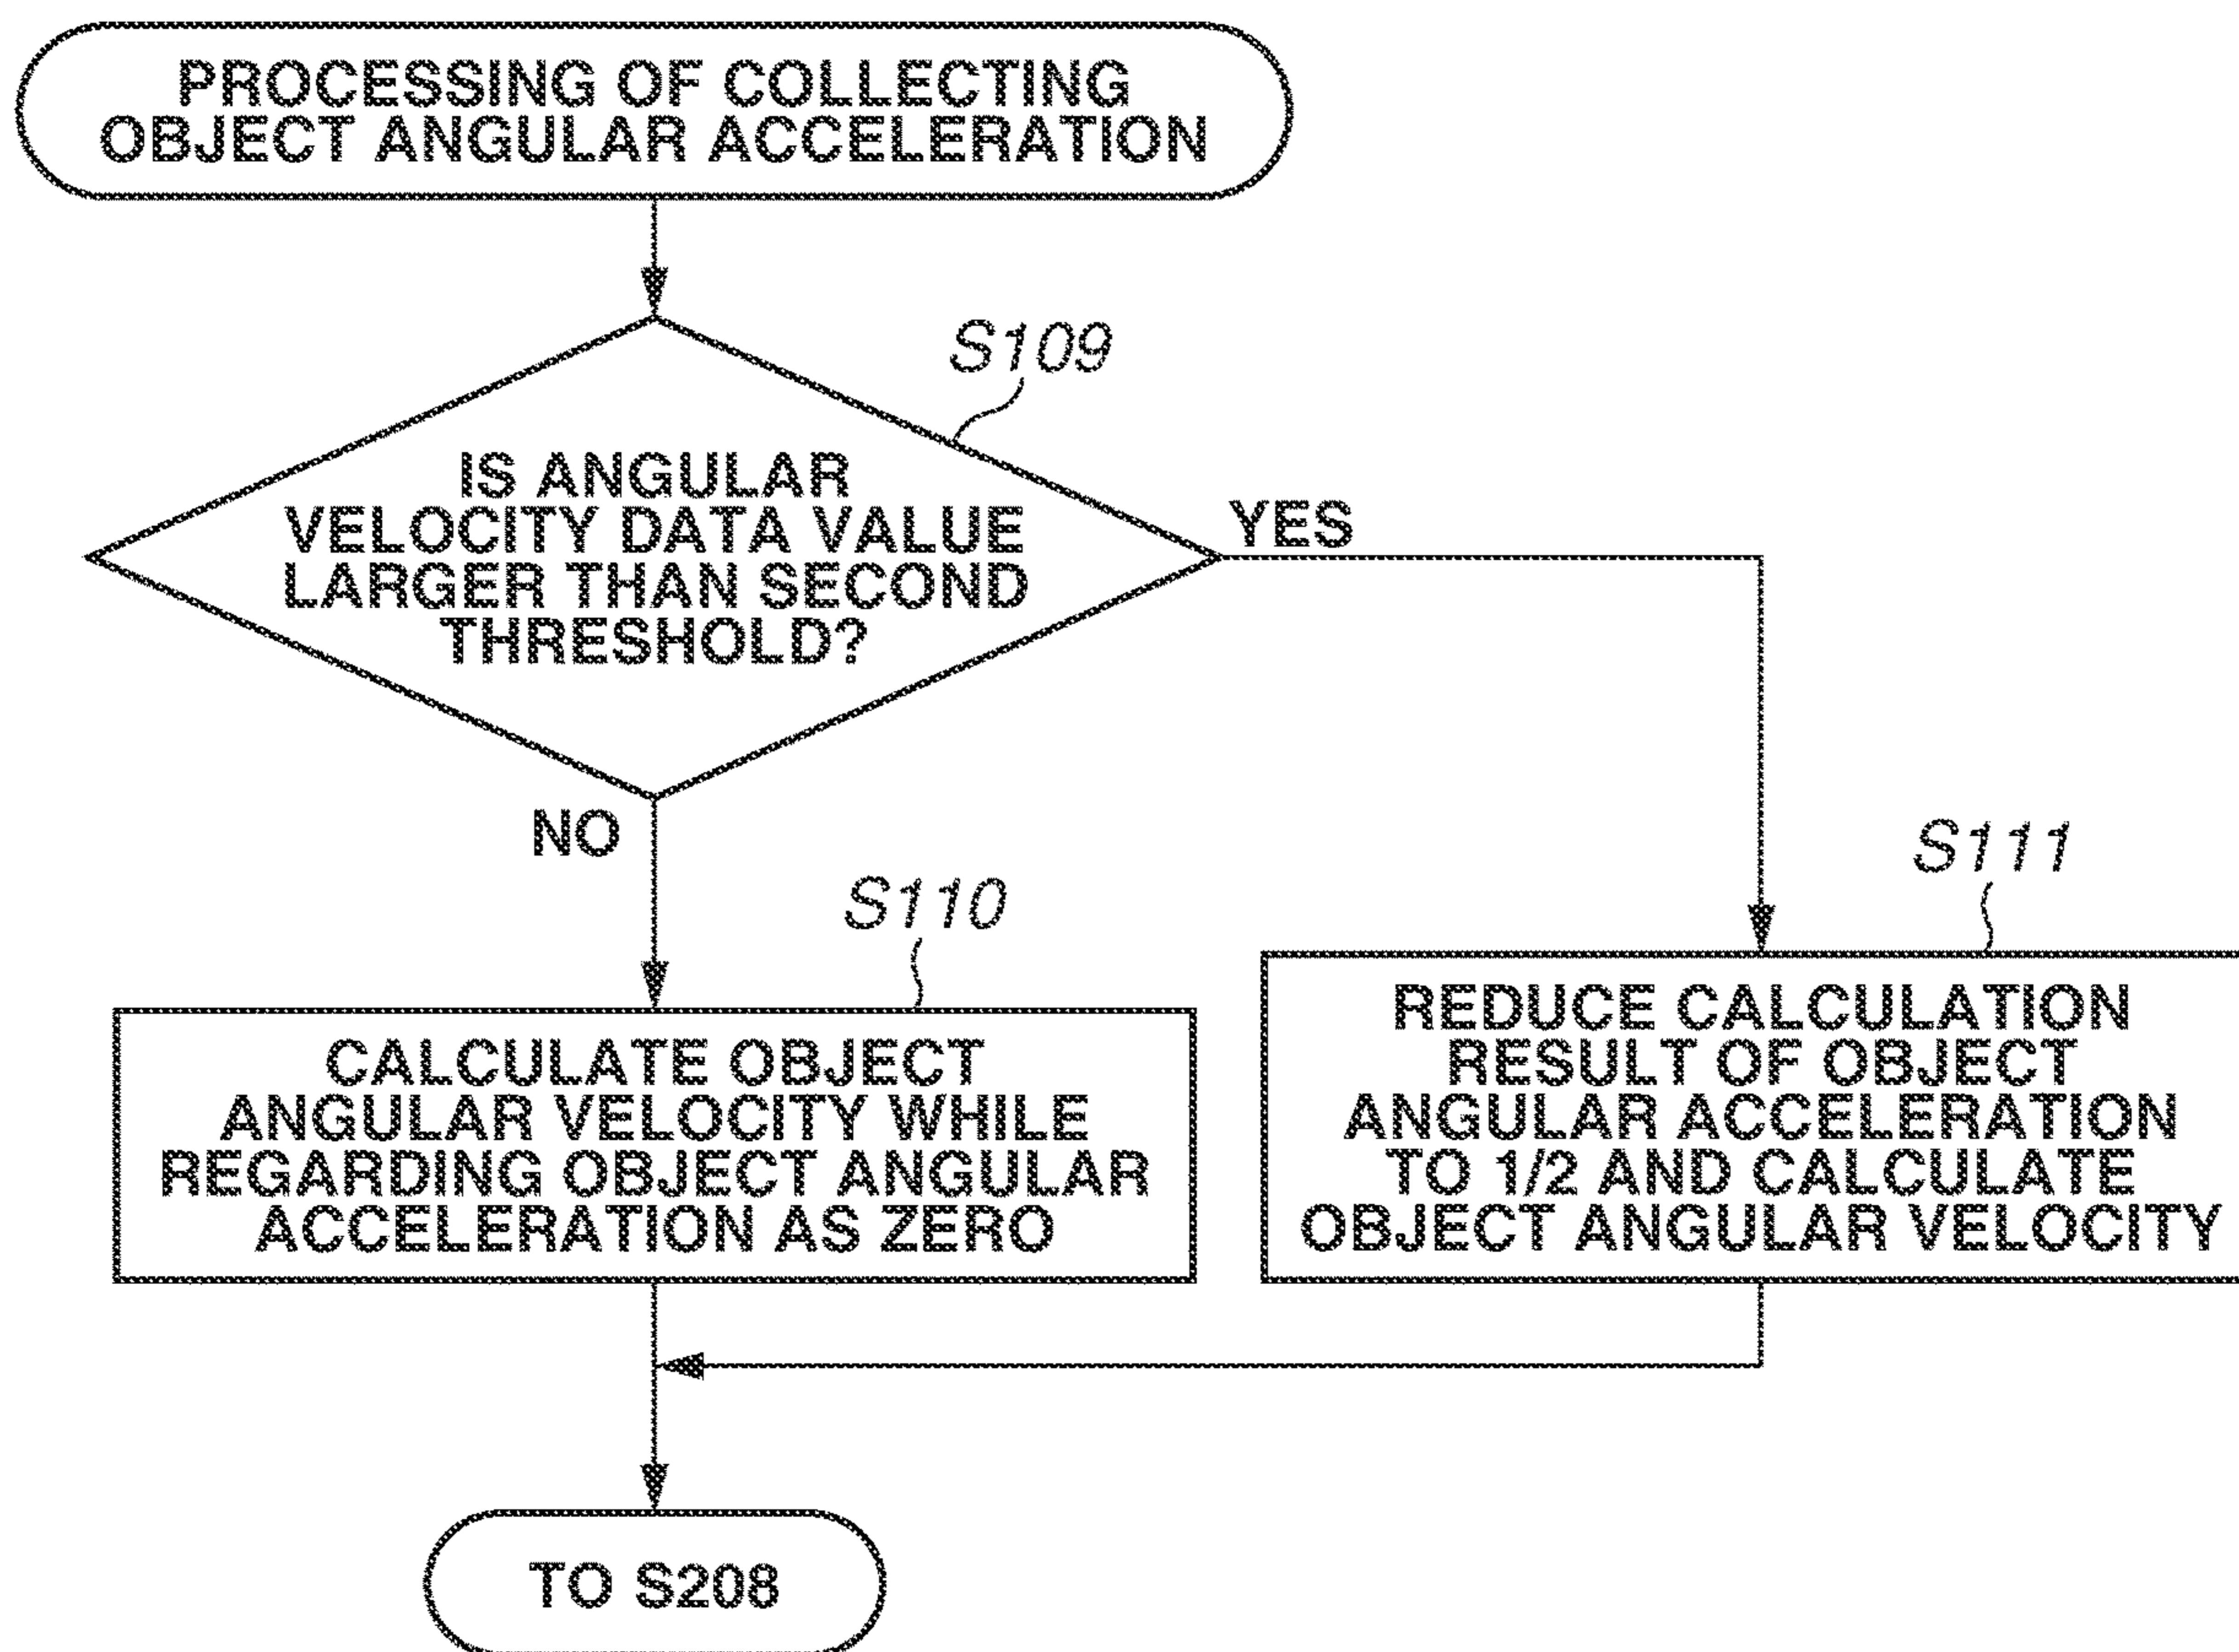 PROCESSING OF COLLECTING
OBJECT ANGULAR ACCELERATION
S109
IS ANGULAR
VELOCITY DATA VALUE
LARGER THAN SECOND
THRESHOLD?
YES
NO
S110
CALCULATE OBJECT
ANGULAR VELOCITY WHILE
REGARDING OBJECT ANGULAR
ACCELERATION AS ZERO
S111
REDUCE CALCULATION
RESULT OF OBJECT
ANGULAR ACCELERATION
TO 1/2 AND CALCULATE
OBJECT ANGULAR VELOCITY
TO S208